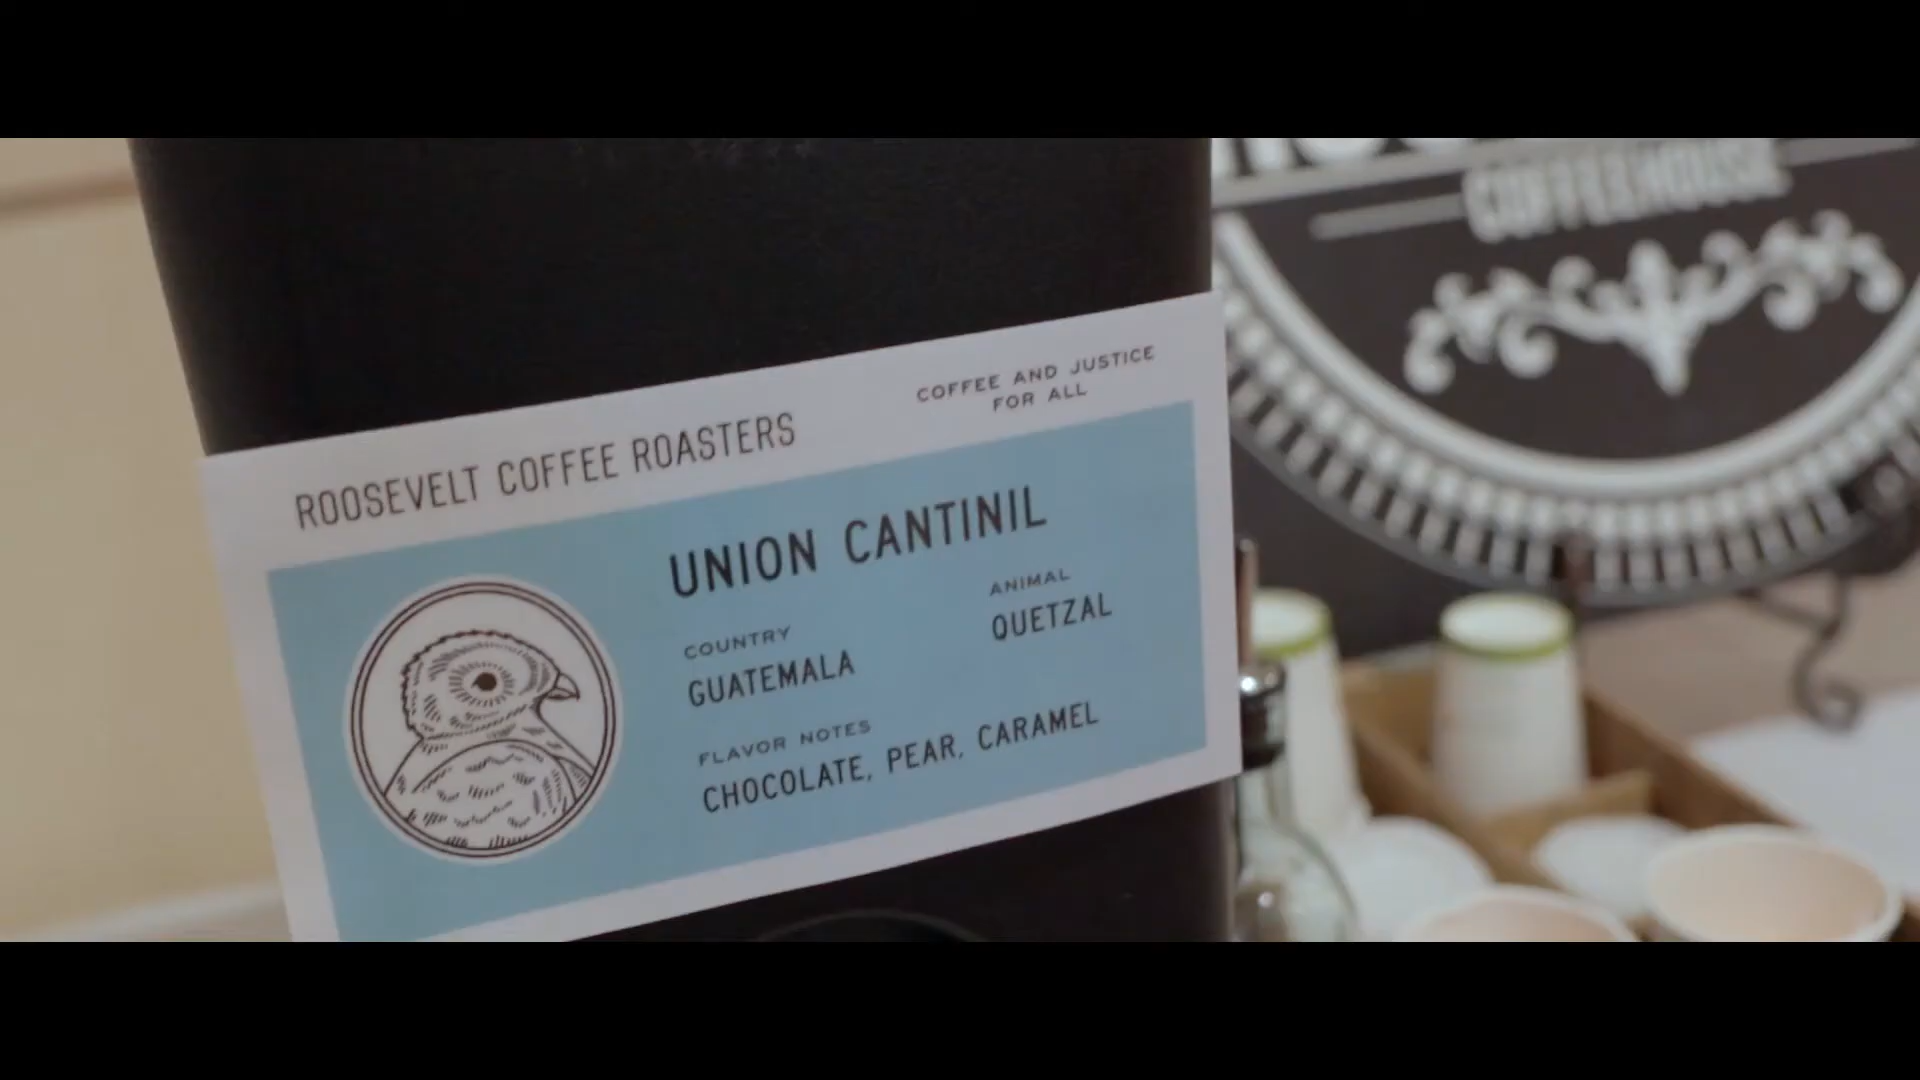 ROOSEVELT COFFEE ROASTERS
COFFEE AND JUSTICE
FOR ALL
UNION CANTINIL
COUNTRY
GUATEMALA
ANIMAL
QUETZAL
FLAVOR NOTES
CHOCOLATE, PEAR, CARAMEL
COFFEEHOUSE